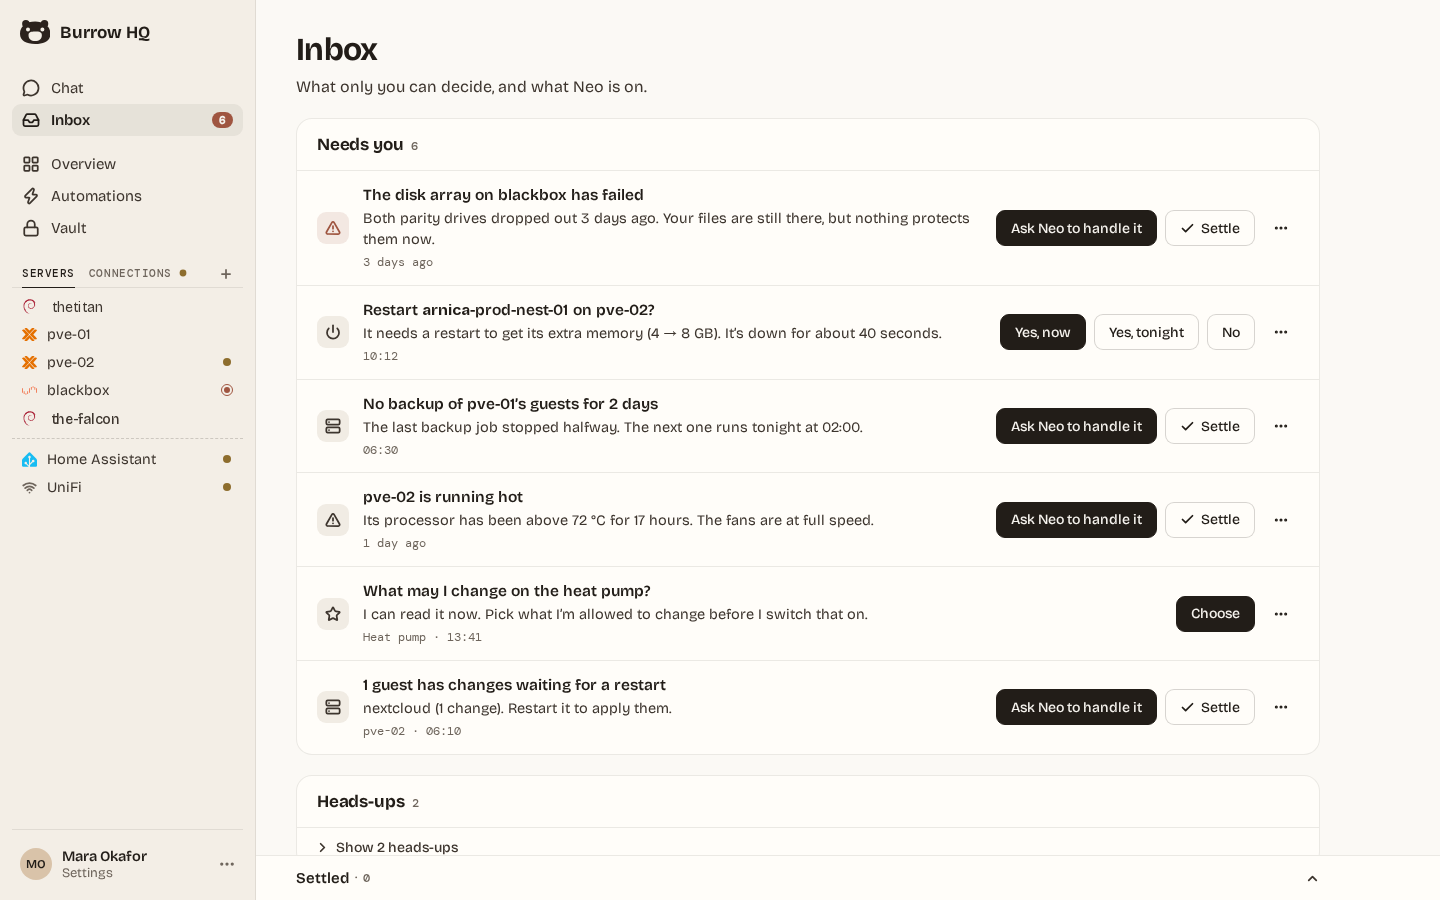 Burrow HQ
Chat
Inbox 6
Overview
Automations
Vault
SERVERS CONNECTIONS
thetitan
pve-01
pve-02
blackbox
the-falcon
Home Assistant
UniFi
MO
Mara Okafor
Settings
Inbox
What only you can decide, and what Neo is on.
Needs you 6
The disk array on blackbox has failed
Both parity drives dropped out 3 days ago. Your files are still there, but nothing protects
them now.
3 days ago
Ask Neo to handle it
Settle
Restart arnica-prod-nest-01 on pve-02?
It needs a restart to get its extra memory (4 → 8 GB). It's down for about 40 seconds.
10:12
Yes, now
Yes, tonight
No
No backup of pve-01's guests for 2 days
The last backup job stopped halfway. The next one runs tonight at 02:00.
06:30
Ask Neo to handle it
Settle
pve-02 is running hot
Its processor has been above 72 °C for 17 hours. The fans are at full speed.
1 day ago
Ask Neo to handle it
Settle
What may I change on the heat pump?
I can read it now. Pick what I'm allowed to change before I switch that on.
Heat pump · 13:41
Choose
1 guest has changes waiting for a restart
nextcloud (1 change). Restart it to apply them.
pve-02 · 06:10
Ask Neo to handle it
Settle
Heads-ups 2
Show 2 heads-ups
Settled · 0